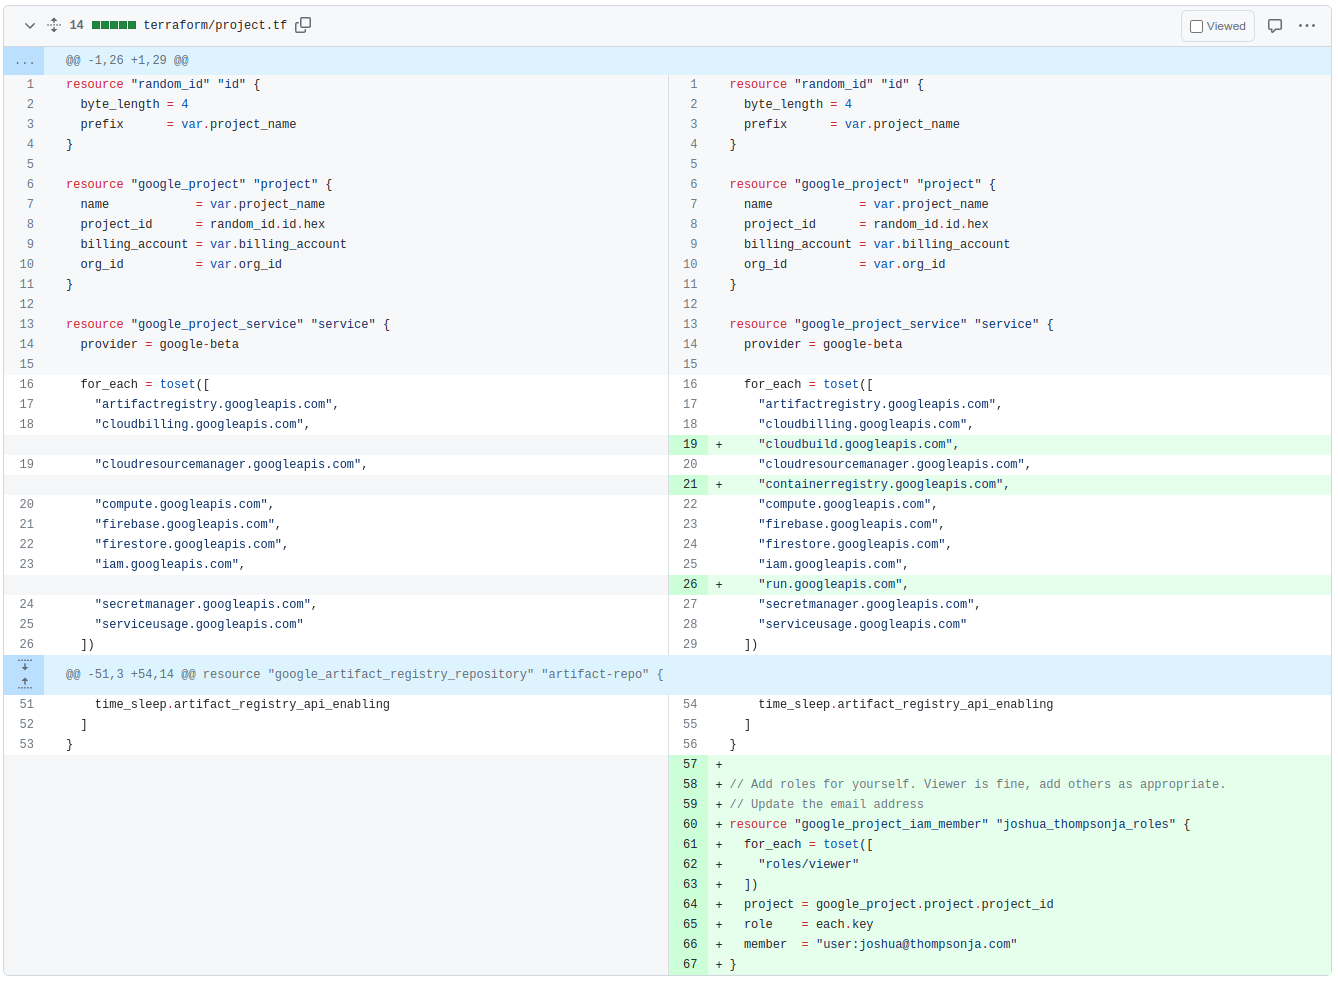 14 terraform/project.tf Viewed
... @@ -1,26 +1,29 @@
1 resource "random_id" "id" { 1 resource "random_id" "id" {
2 byte_length = 4 2 byte_length = 4
3 prefix      = var.project_name 3 prefix      = var.project_name
4 } 4 }
5 5
6 resource "google_project" "project" { 6 resource "google_project" "project" {
7 name            = var.project_name 7 name            = var.project_name
8 project_id      = random_id.id.hex 8 project_id      = random_id.id.hex
9 billing_account = var.billing_account 9 billing_account = var.billing_account
10 org_id          = var.org_id 10 org_id          = var.org_id
11 } 11 }
12 12
13 resource "google_project_service" "service" { 13 resource "google_project_service" "service" {
14 provider = google-beta 14 provider = google-beta
15 15
16 for_each = toset([ 16 for_each = toset([
17 "artifactregistry.googleapis.com", 17 "artifactregistry.googleapis.com",
18 "cloudbilling.googleapis.com", 18 "cloudbilling.googleapis.com",
19 + "cloudbuild.googleapis.com",
19 "cloudresourcemanager.googleapis.com", 20 "cloudresourcemanager.googleapis.com",
21 + "containerregistry.googleapis.com",
20 "compute.googleapis.com", 22 "compute.googleapis.com",
21 "firebase.googleapis.com", 23 "firebase.googleapis.com",
22 "firestore.googleapis.com", 24 "firestore.googleapis.com",
23 "iam.googleapis.com", 25 "iam.googleapis.com",
26 + "run.googleapis.com",
24 "secretmanager.googleapis.com", 27 "secretmanager.googleapis.com",
25 "serviceusage.googleapis.com" 28 "serviceusage.googleapis.com"
26 ]) 29 ])
@@ -51,3 +54,14 @@ resource "google_artifact_registry_repository" "artifact-repo" {
51 time_sleep.artifact_registry_api_enabling 54 time_sleep.artifact_registry_api_enabling
52 ] 55 ]
53 } 56 }
57 +
58 + // Add roles for yourself. Viewer is fine, add others as appropriate.
59 + // Update the email address
60 + resource "google_project_iam_member" "joshua_thompsonja_roles" {
61 + for_each = toset([
62 + "roles/viewer"
63 + ])
64 + project = google_project.project.project_id
65 + role    = each.key
66 + member  = "user:joshua@thompsonja.com"
67 + }